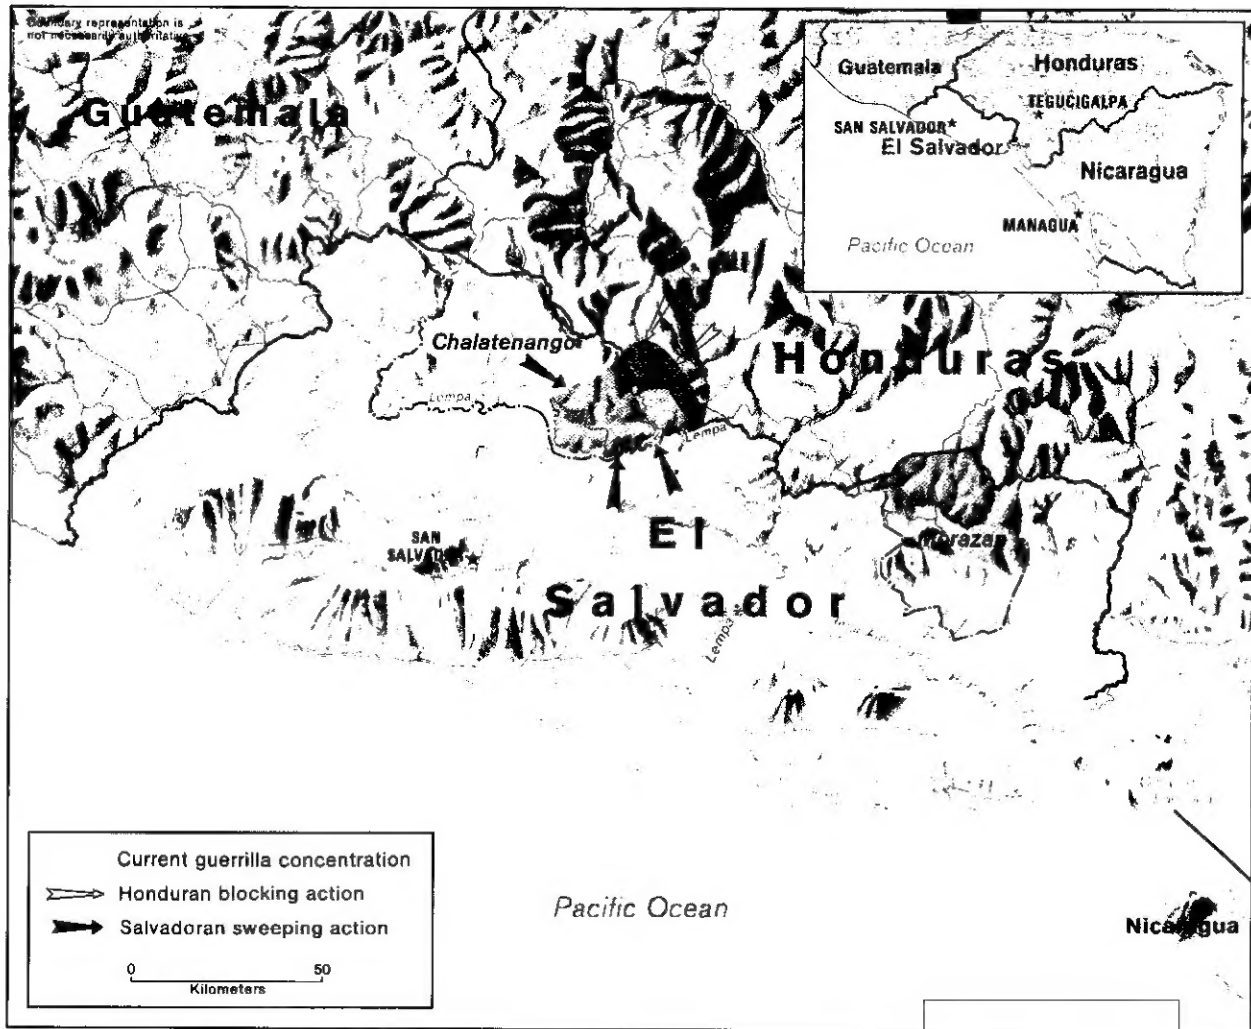 Boundary representation is
not necessarily authoritative
Guatemala
Honduras
TEGUCIGALPA
SAN SALVADOR
El Salvador
Nicaragua
MANAGUA
Pacific Ocean
Guatemala
Chalatenango
Honduras
Lempa
Lempa
El
Salvador
SAN
SALVADOR
Morazan
Lempa
Current guerrilla concentration
Honduran blocking action
Salvadoran sweeping action
0 50
Kilometers
Pacific Ocean
Nicaragua